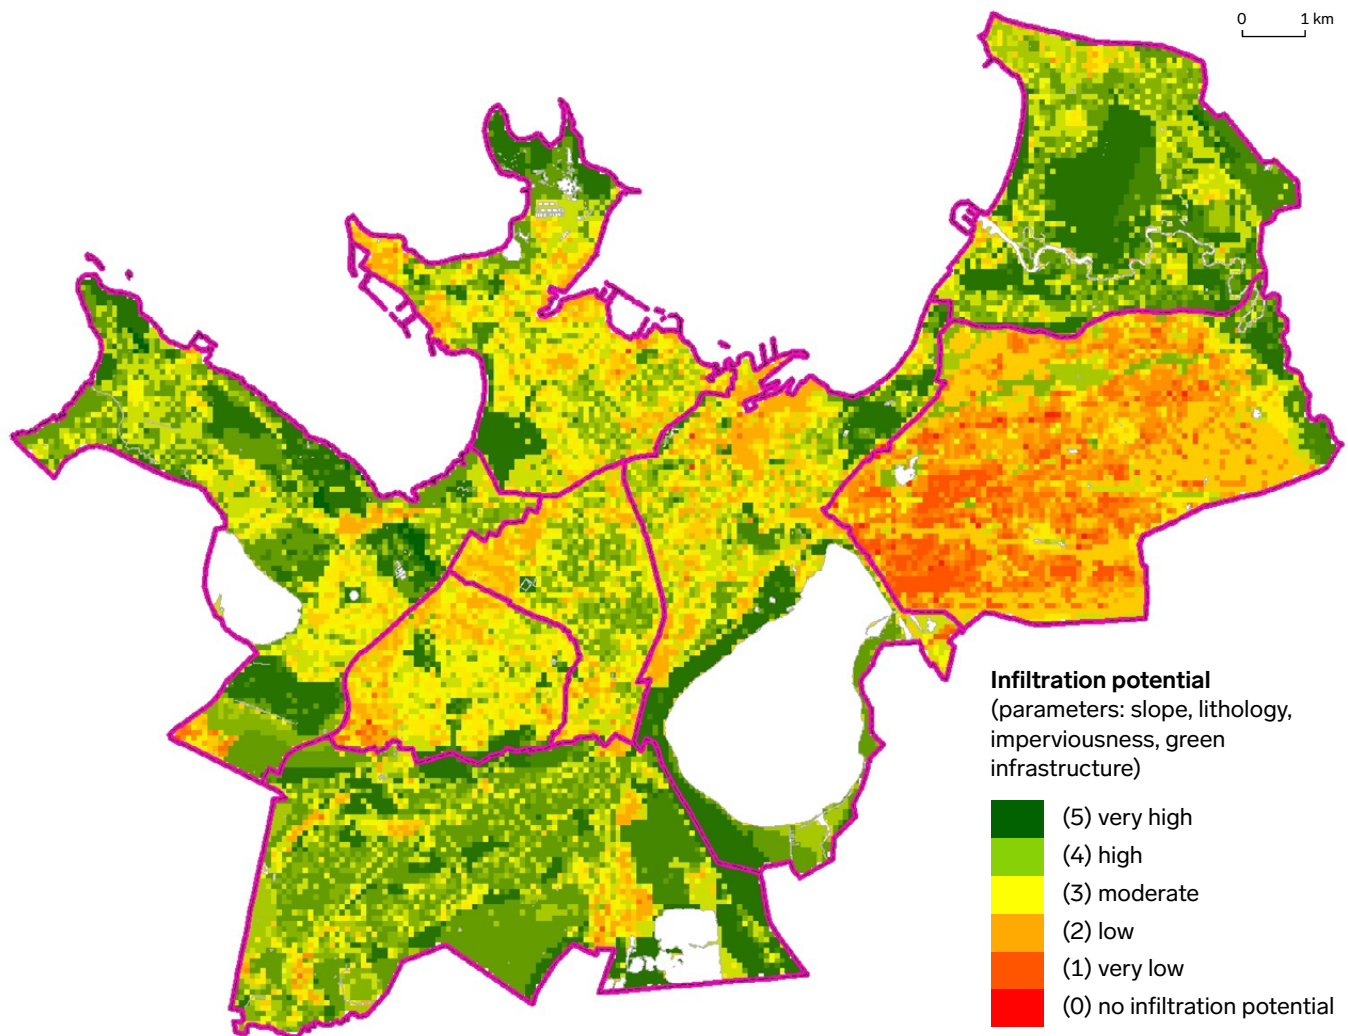 0 1 km
Infiltration potential
(parameters: slope, lithology,
imperviousness, green
infrastructure)
(5) very high
(4) high
(3) moderate
(2) low
(1) very low
(0) no infiltration potential